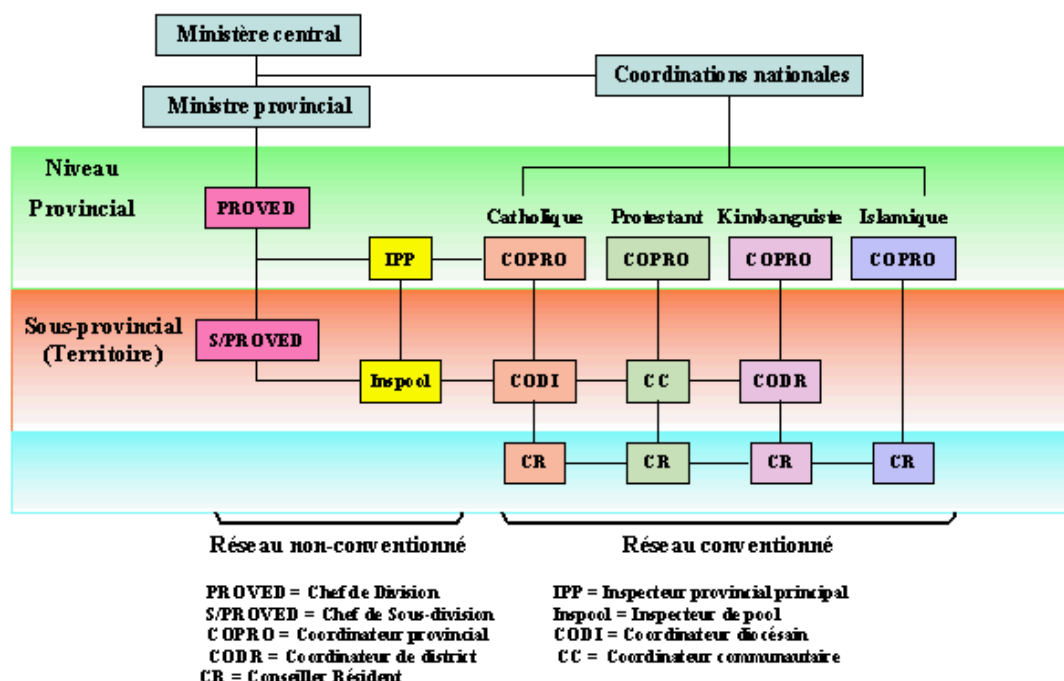 Ministère central
Coordinations nationales
Ministre provincial
Niveau
Provincial
PROVED
Catholique Protestant Kimbanguiste Islamique
IPP COPRO COPRO COPRO COPRO
Sous-provincial
(Territoire)
S/PROVED
Inspool CODI CC CODR
CR CR CR CR
Réseau non-conventionné Réseau conventionné
PROVED = Chef de Division
S/PROVED = Chef de Sous-division
COPRO = Coordinateur provincial
CODR = Coordinateur de district
CR = Conseiller Résident
IPP = Inspecteur provincial principal
Inspool = Inspecteur de pool
CODI = Coordinateur diocésain
CC = Coordinateur communautaire